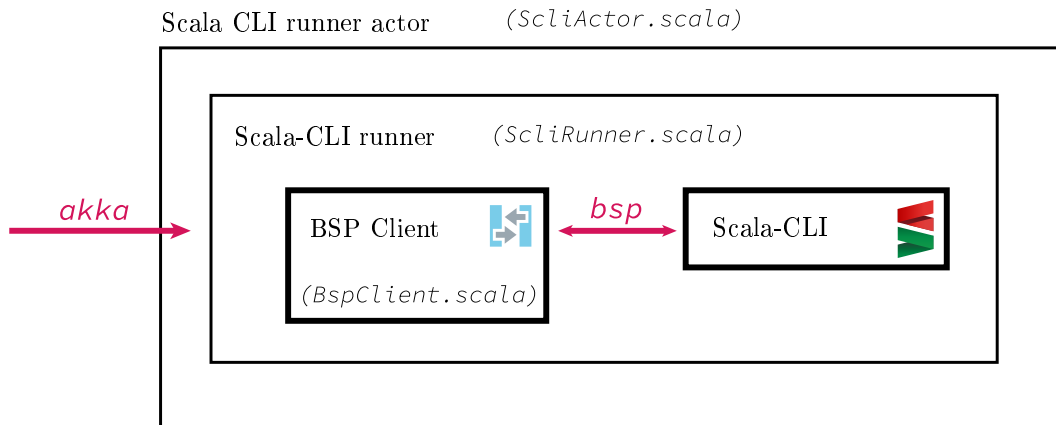 Scala CLI runner actor (ScliActor.scala)
Scala-CLI runner (ScliRunner.scala)
akka
BSP Client
bsp
Scala-CLI
(BspClient.scala)